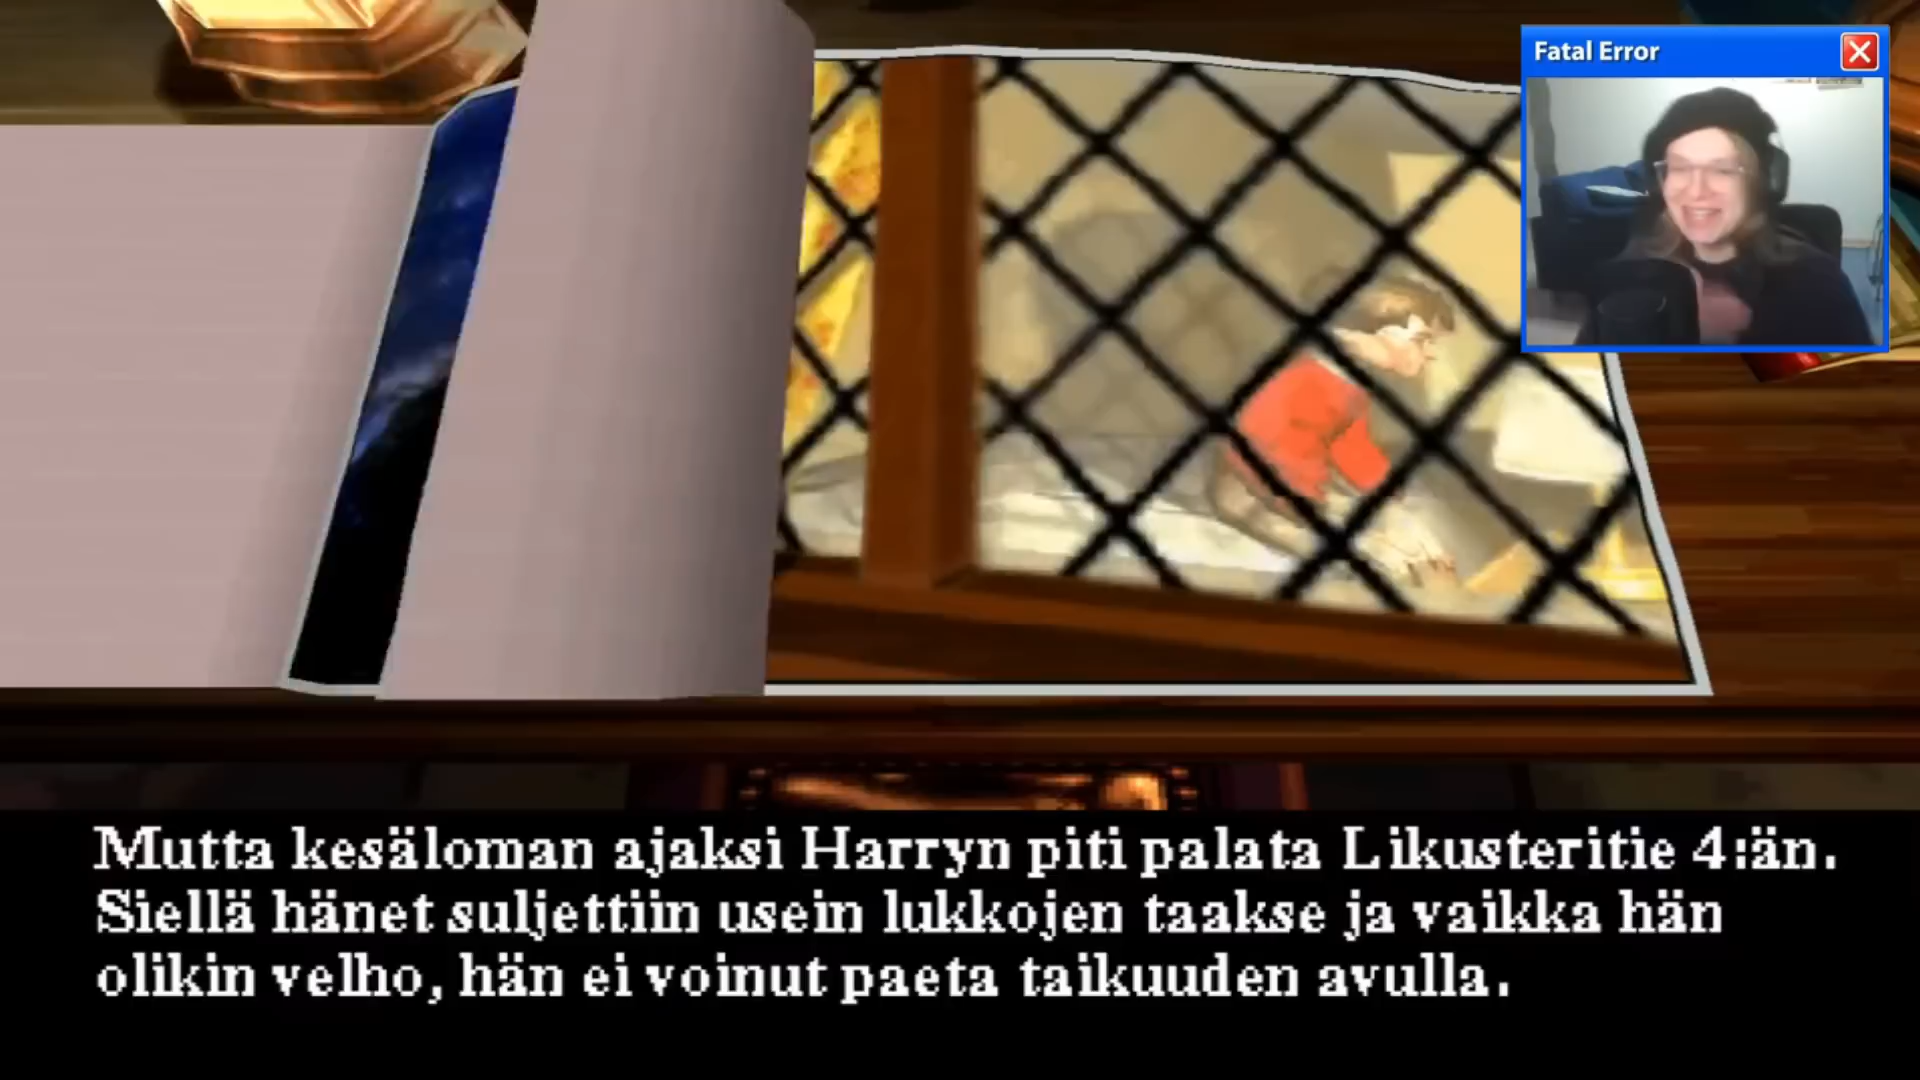 Fatal Error
Mutta kesäloman ajaksi Harryn piti palata Likusteritie 4:än.
Siellä hänet suljettiin usein lukkojen taakse ja vaikka hän
olikin velho, hän ei voinut paeta taikuuden avulla.